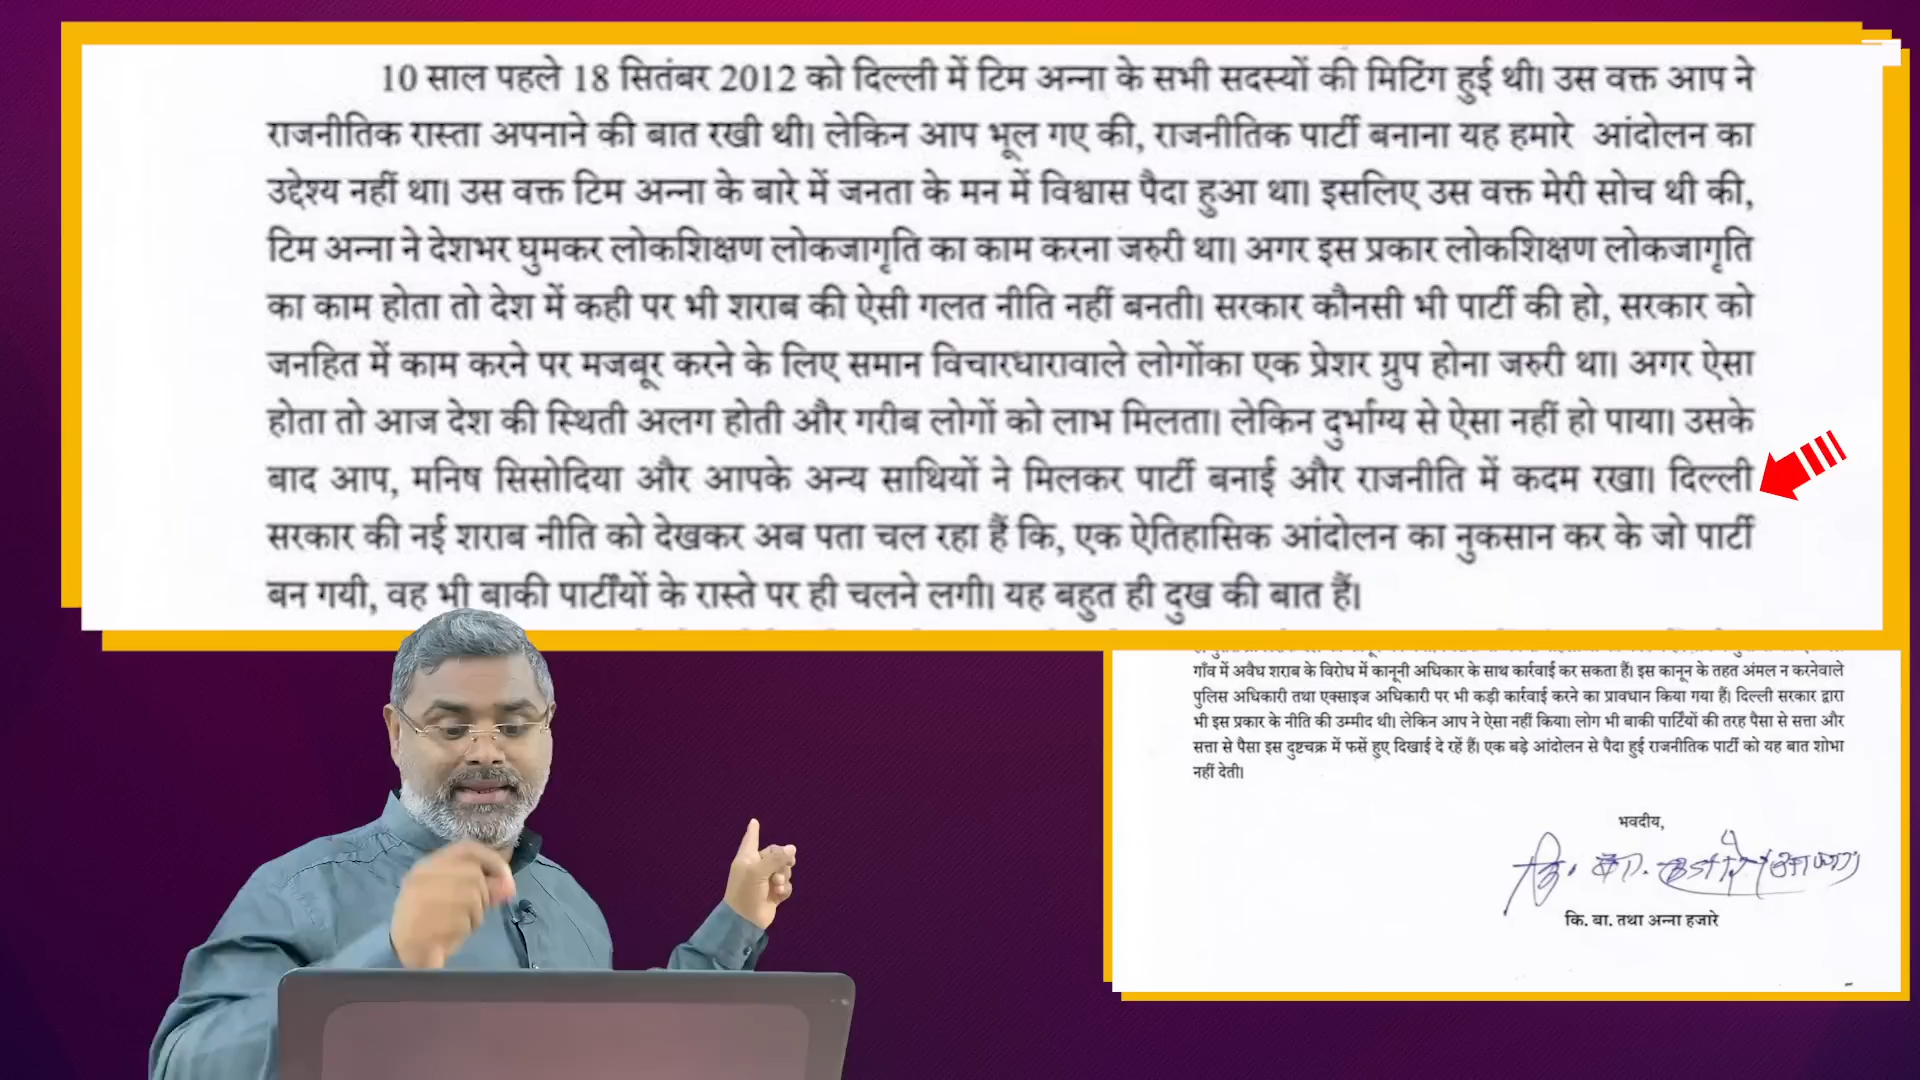 10 साल पहले 18 सितंबर 2012 को दिल्ली में टिम अन्ना के सभी सदस्यों की मिटिंग हुई थी। उस वक्त आप ने
राजनीतिक रास्ता अपनाने की बात रखी थी। लेकिन आप भूल गए की, राजनीतिक पार्टी बनाना यह हमारे आंदोलन का
उद्देश्य नहीं था। उस वक्त टिम अन्ना के बारे में जनता के मन में विश्वास पैदा हुआ था। इसलिए उस वक्त मेरी सोच थी की,
टिम अन्ना ने देशभर घुमकर लोकशिक्षण लोकजागृति का काम करना जरुरी था। अगर इस प्रकार लोकशिक्षण लोकजागृति
का काम होता तो देश में कही पर भी शराब की ऐसी गलत नीति नहीं बनती। सरकार कौनसी भी पार्टी की हो, सरकार को
जनहित में काम करने पर मजबूर करने के लिए समान विचारधारावाले लोगोंका एक प्रेशर ग्रुप होना जरुरी था। अगर ऐसा
होता तो आज देश की स्थिती अलग होती और गरीब लोगों को लाभ मिलता। लेकिन दुर्भाग्य से ऐसा नहीं हो पाया। उसके
बाद आप, मनिष सिसोदिया और आपके अन्य साथियों ने मिलकर पार्टी बनाई और राजनीति में कदम रखा। दिल्ली
सरकार की नई शराब नीति को देखकर अब पता चल रहा हैं कि, एक ऐतिहासिक आंदोलन का नुकसान कर के जो पार्टी
बन गयी, वह भी बाकी पार्टीयों के रास्ते पर ही चलने लगी। यह बहुत ही दुख की बात हैं।
गाँव में अवैध शराब के विरोध में कानूनी अधिकार के साथ कार्रवाई कर सकता हैं। इस कानून के तहत अंमल न करनेवाले
पुलिस अधिकारी तथा एक्साइज अधिकारी पर भी कड़ी कार्रवाई करने का प्रावधान किया गया हैं। दिल्ली सरकार द्वारा
भी इस प्रकार के नीति की उम्मीद थी। लेकिन आप ने ऐसा नहीं किया। लोग भी बाकी पार्टियों की तरह पैसा से सत्ता और
सत्ता से पैसा इस दुष्टचक्र में फसें हुए दिखाई दे रहें हैं। एक बड़े आंदोलन से पैदा हुई राजनीतिक पार्टी को यह बात शोभा
नहीं देती।
भवदीय,
कि. बा. तथा अन्ना हजारे